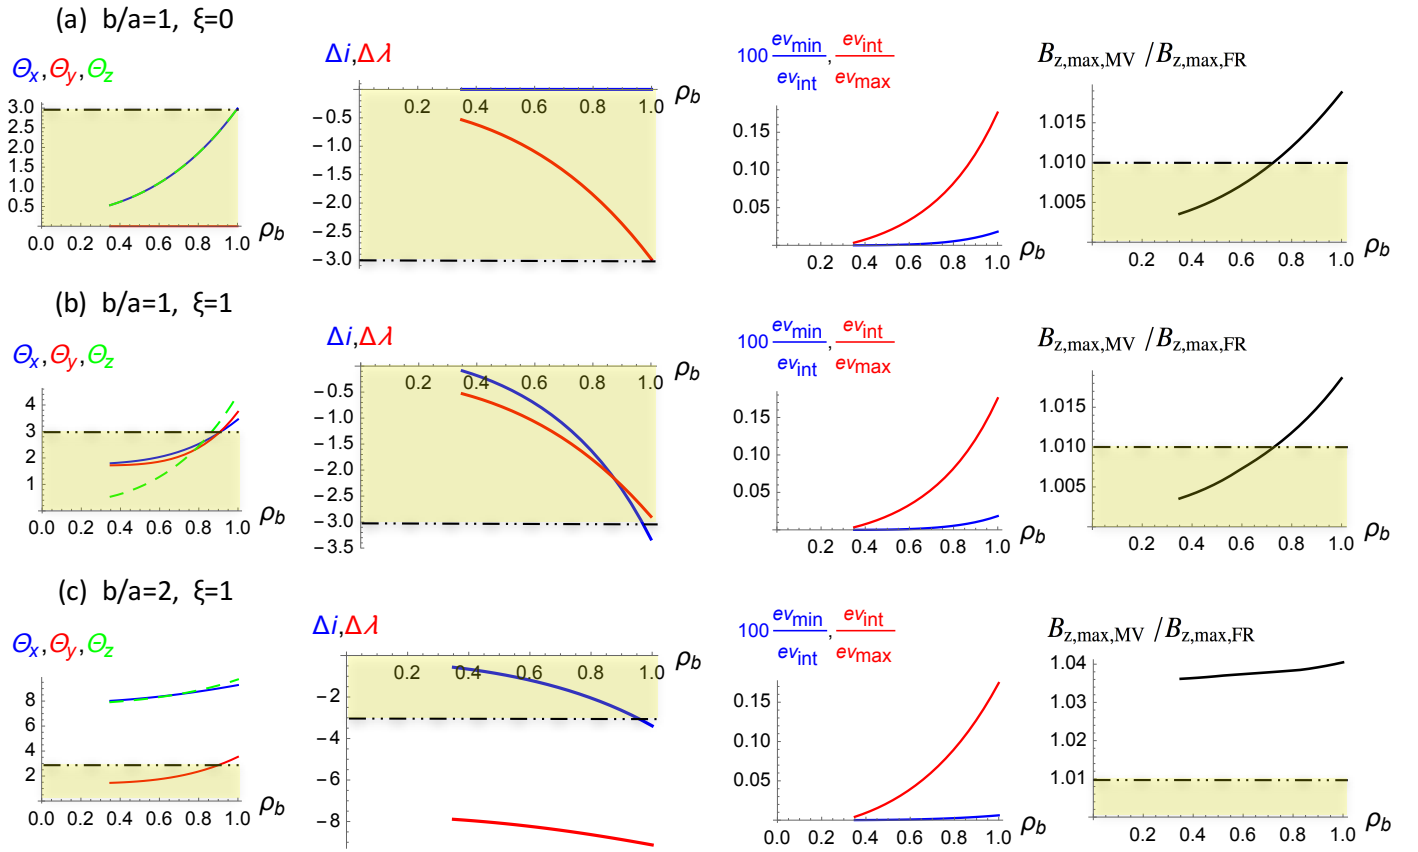 (a) b/a=1, ξ=0
Θx,Θy,Θz
3.0
2.5
2.0
1.5
1.0
0.5
0.0 0.2 0.4 0.6 0.8 1.0 ρb
Δi,Δλ
0.2 0.4 0.6 0.8 1.0 ρb
−0.5
−1.0
−1.5
−2.0
−2.5
−3.0
100 evmin/evint, evint/evmax
0.15
0.10
0.05
0.2 0.4 0.6 0.8 1.0 ρb
Bz,max,MV /Bz,max,FR
1.015
1.010
1.005
0.2 0.4 0.6 0.8 1.0 ρb
(b) b/a=1, ξ=1
Θx,Θy,Θz
4
3
2
1
0.0 0.2 0.4 0.6 0.8 1.0 ρb
Δi,Δλ
0.2 0.4 0.6 0.8 1.0 ρb
−0.5
−1.0
−1.5
−2.0
−2.5
−3.0
−3.5
100 evmin/evint, evint/evmax
0.15
0.10
0.05
0.2 0.4 0.6 0.8 1.0 ρb
Bz,max,MV /Bz,max,FR
1.015
1.010
1.005
0.2 0.4 0.6 0.8 1.0 ρb
(c) b/a=2, ξ=1
Θx,Θy,Θz
8
6
4
2
0.0 0.2 0.4 0.6 0.8 1.0 ρb
Δi,Δλ
0.2 0.4 0.6 0.8 1.0 ρb
−2
−4
−6
−8
100 evmin/evint, evint/evmax
0.15
0.10
0.05
0.2 0.4 0.6 0.8 1.0 ρb
Bz,max,MV /Bz,max,FR
1.04
1.03
1.02
1.01
0.2 0.4 0.6 0.8 1.0 ρb